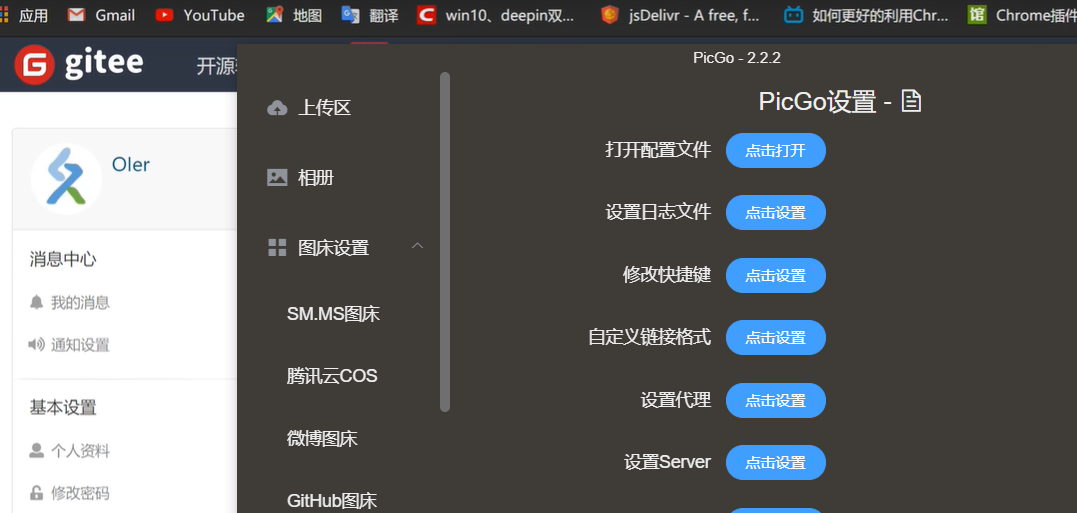 应用 Gmail YouTube 地图 翻译 win10、deepin双... jsDelivr - A free, f... 如何更好的利用Chr... Chrome插件
gitee 开源
PicGo - 2.2.2
PicGo设置 -
上传区
相册
图床设置
SM.MS图床
腾讯云COS
微博图床
GitHub图床
打开配置文件 点击打开
设置日志文件 点击设置
修改快捷键 点击设置
自定义链接格式 点击设置
设置代理 点击设置
设置Server 点击设置
Oler
消息中心
我的消息
通知设置
基本设置
个人资料
修改密码